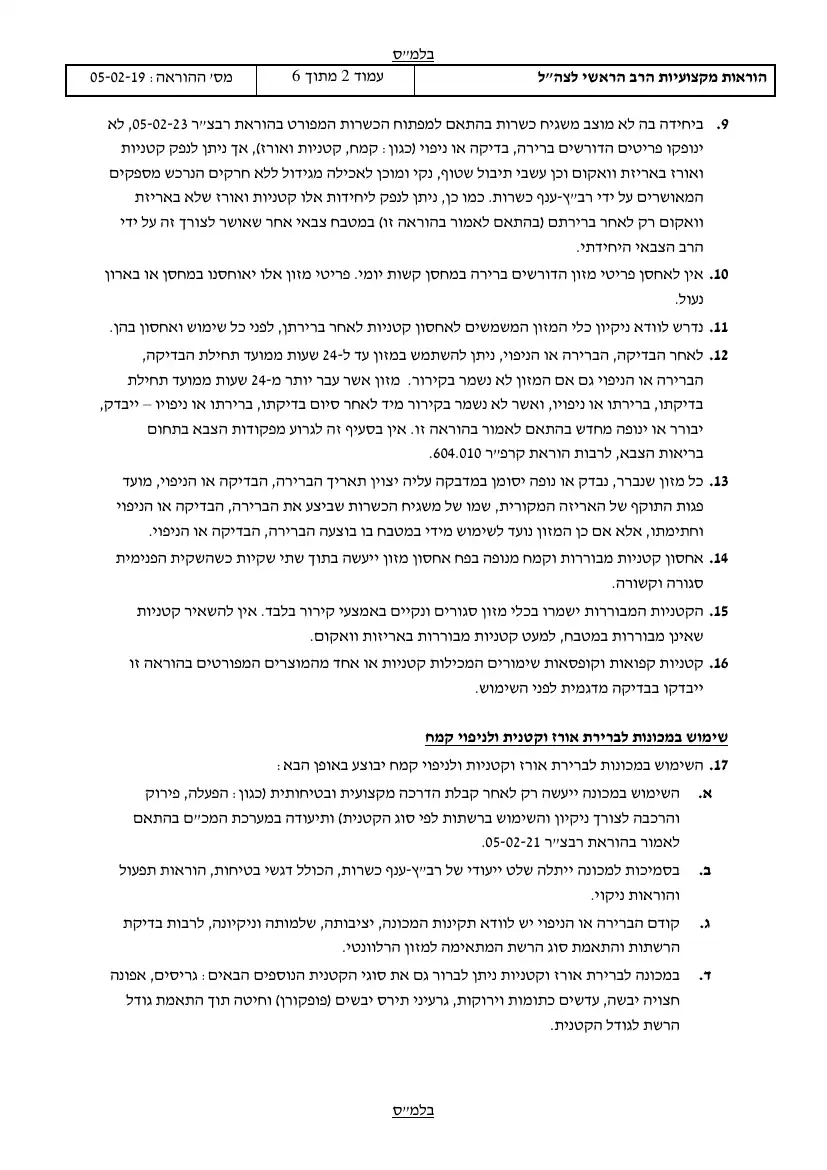 בלמ״ס
הוראות מקצועיות הרב הראשי לצה״ל עמוד 2 מתוך 6 מס׳ ההוראה: 05-02-19
9. ביחידה בה לא מוצב משגיח כשרות בהתאם למפתוח הכשרות המפורט בהוראת רבצ״ר 05-02-23, לא
ינופקו פריטים הדורשים ברירה, בדיקה או ניפוי (כגון: קמח, קטניות ואורז), אך ניתן לנפק קטניות
ואורז באריזת וואקום וכן עשבי תיבול שטוף, נקי ומוכן לאכילה מגידול ללא חרקים הנרכש מספקים
המאושרים על ידי רב״ץ-ענף כשרות. כמו כן, ניתן לנפק ליחידות אלו קטניות ואורז שלא באריזת
וואקום רק לאחר ברירתם (בהתאם לאמור בהוראה זו) במטבח צבאי אחר שאושר לצורך זה על ידי
הרב הצבאי היחידתי.
10. אין לאחסן פריטי מזון הדורשים ברירה במחסן קשות יומי. פריטי מזון אלו יאוחסנו במחסן או בארון
נעול.
11. נדרש לוודא ניקיון כלי המזון המשמשים לאחסון קטניות לאחר ברירתן, לפני כל שימוש ואחסון בהן.
12. לאחר הבדיקה, הברירה או הניפוי, ניתן להשתמש במזון עד ל-24 שעות ממועד תחילת הבדיקה,
הברירה או הניפוי גם אם המזון לא נשמר בקירור. מזון אשר עבר יותר מ-24 שעות ממועד תחילת
בדיקתו, ברירתו או ניפויו, ואשר לא נשמר בקירור מיד לאחר סיום בדיקתו, ברירתו או ניפויו – ייבדק,
יבורר או ינופה מחדש בהתאם לאמור בהוראה זו. אין בסעיף זה לגרוע מפקודות הצבא בתחום
בריאות הצבא, לרבות הוראת קרפ״ר 604.010.
13. כל מזון שנברר, נבדק או נופה יסומן במדבקה עליה יצוין תאריך הברירה, הבדיקה או הניפוי, מועד
פגות התוקף של האריזה המקורית, שמו של משגיח הכשרות שביצע את הברירה, הבדיקה או הניפוי
וחתימתו, אלא אם כן המזון נועד לשימוש מידי במטבח בו בוצעה הברירה, הבדיקה או הניפוי.
14. אחסון קטניות מבוררות וקמח מנופה בפח אחסון מזון ייעשה בתוך שתי שקיות כשהשקית הפנימית
סגורה וקשורה.
15. הקטניות המבוררות ישמרו בכלי מזון סגורים ונקיים באמצעי קירור בלבד. אין להשאיר קטניות
שאינן מבוררות במטבח, למעט קטניות מבוררות באריזות וואקום.
16. קטניות קפואות וקופסאות שימורים המכילות קטניות או אחד מהמוצרים המפורטים בהוראה זו
ייבדקו בבדיקה מדגמית לפני השימוש.
שימוש במכונות לברירת אורז וקטנית ולניפוי קמח
17. השימוש במכונות לברירת אורז וקטניות ולניפוי קמח יבוצע באופן הבא:
א. השימוש במכונה ייעשה רק לאחר קבלת הדרכה מקצועית ובטיחותית (כגון: הפעלה, פירוק
והרכבה לצורך ניקיון והשימוש ברשתות לפי סוג הקטנית) ותיעודה במערכת המכ״ם בהתאם
לאמור בהוראת רבצ״ר 05-02-21.
ב. בסמיכות למכונה ייתלה שלט ייעודי של רב״ץ-ענף כשרות, הכולל דגשי בטיחות, הוראות תפעול
והוראות ניקוי.
ג. קודם הברירה או הניפוי יש לוודא תקינות המכונה, יציבותה, שלמותה וניקיונה, לרבות בדיקת
הרשתות והתאמת סוג הרשת המתאימה למזון הרלוונטי.
ד. במכונה לברירת אורז וקטניות ניתן לברור גם את סוגי הקטנית הנוספים הבאים: גריסים, אפונה
חצויה יבשה, עדשים כתומות וירוקות, גרעיני תירס יבשים (פופקורן) וחיטה תוך התאמת גודל
הרשת לגודל הקטנית.
בלמ״ס